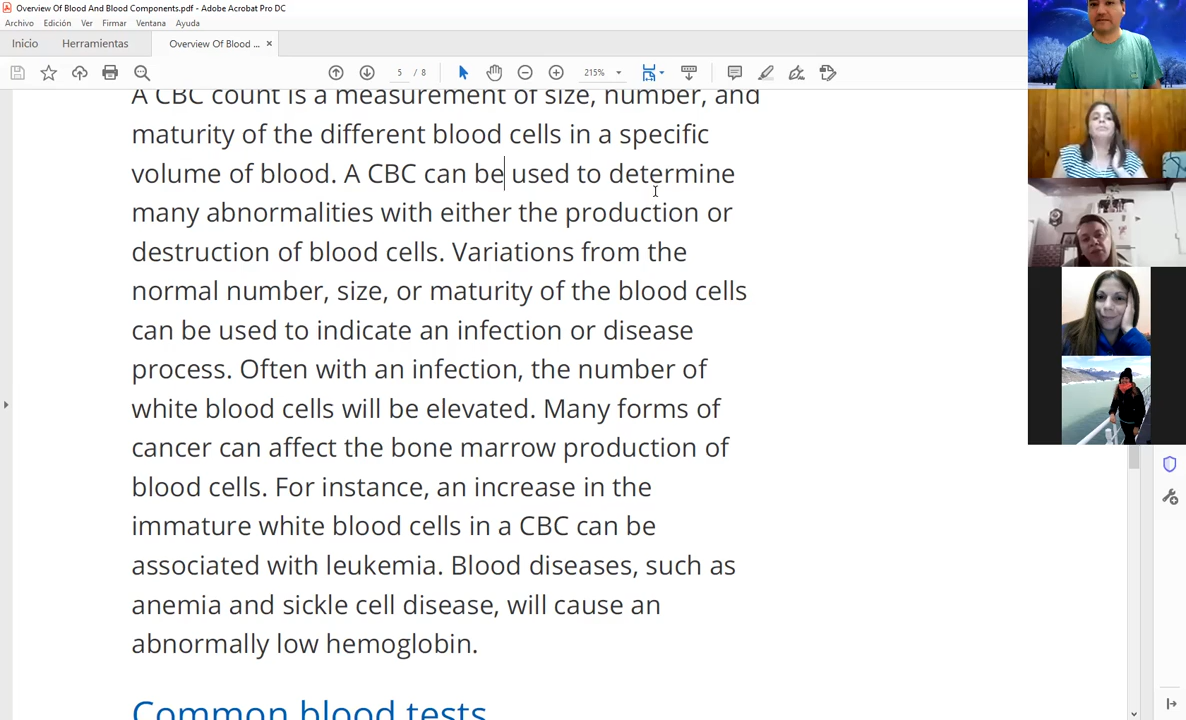 Overview Of Blood And Blood Components.pdf - Adobe Acrobat Pro DC
Archivo Edición Ver Firmar Ventana Ayuda
Inicio Herramientas Overview Of Blood ... ×
5 / 8 215%
A CBC count is a measurement of size, number, and
maturity of the different blood cells in a specific
volume of blood. A CBC can be used to determine
many abnormalities with either the production or
destruction of blood cells. Variations from the
normal number, size, or maturity of the blood cells
can be used to indicate an infection or disease
process. Often with an infection, the number of
white blood cells will be elevated. Many forms of
cancer can affect the bone marrow production of
blood cells. For instance, an increase in the
immature white blood cells in a CBC can be
associated with leukemia. Blood diseases, such as
anemia and sickle cell disease, will cause an
abnormally low hemoglobin.
Common blood tests